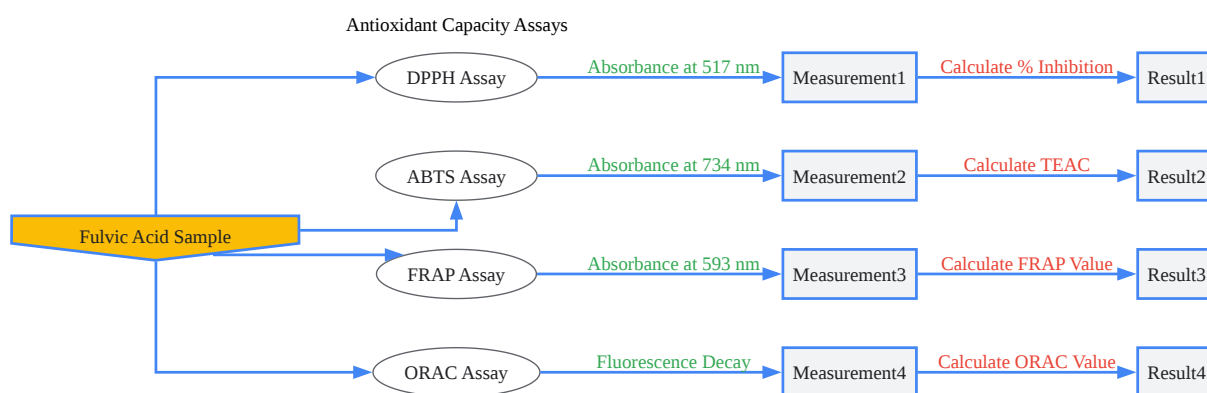 Antioxidant Capacity Assays
DPPH Assay
Absorbance at 517 nm
Measurement1
Calculate % Inhibition
Result1
ABTS Assay
Absorbance at 734 nm
Measurement2
Calculate TEAC
Result2
Fulvic Acid Sample
FRAP Assay
Absorbance at 593 nm
Measurement3
Calculate FRAP Value
Result3
ORAC Assay
Fluorescence Decay
Measurement4
Calculate ORAC Value
Result4